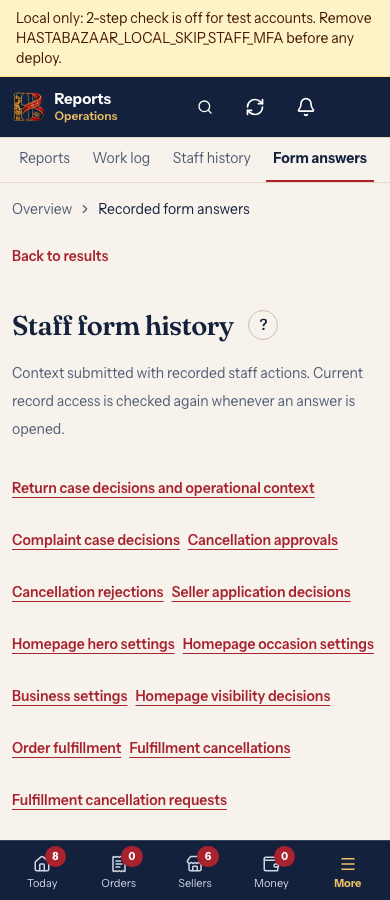 Local only: 2-step check is off for test accounts. Remove
HASTABAZAAR_LOCAL_SKIP_STAFF_MFA before any
deploy.
Reports
Operations
Reports Work log Staff history Form answers
Overview > Recorded form answers
Back to results
Staff form history ?
Context submitted with recorded staff actions. Current
record access is checked again whenever an answer is
opened.
Return case decisions and operational context
Complaint case decisions Cancellation approvals
Cancellation rejections Seller application decisions
Homepage hero settings Homepage occasion settings
Business settings Homepage visibility decisions
Order fulfillment Fulfillment cancellations
Fulfillment cancellation requests
8 0 6 0
Today Orders Sellers Money More